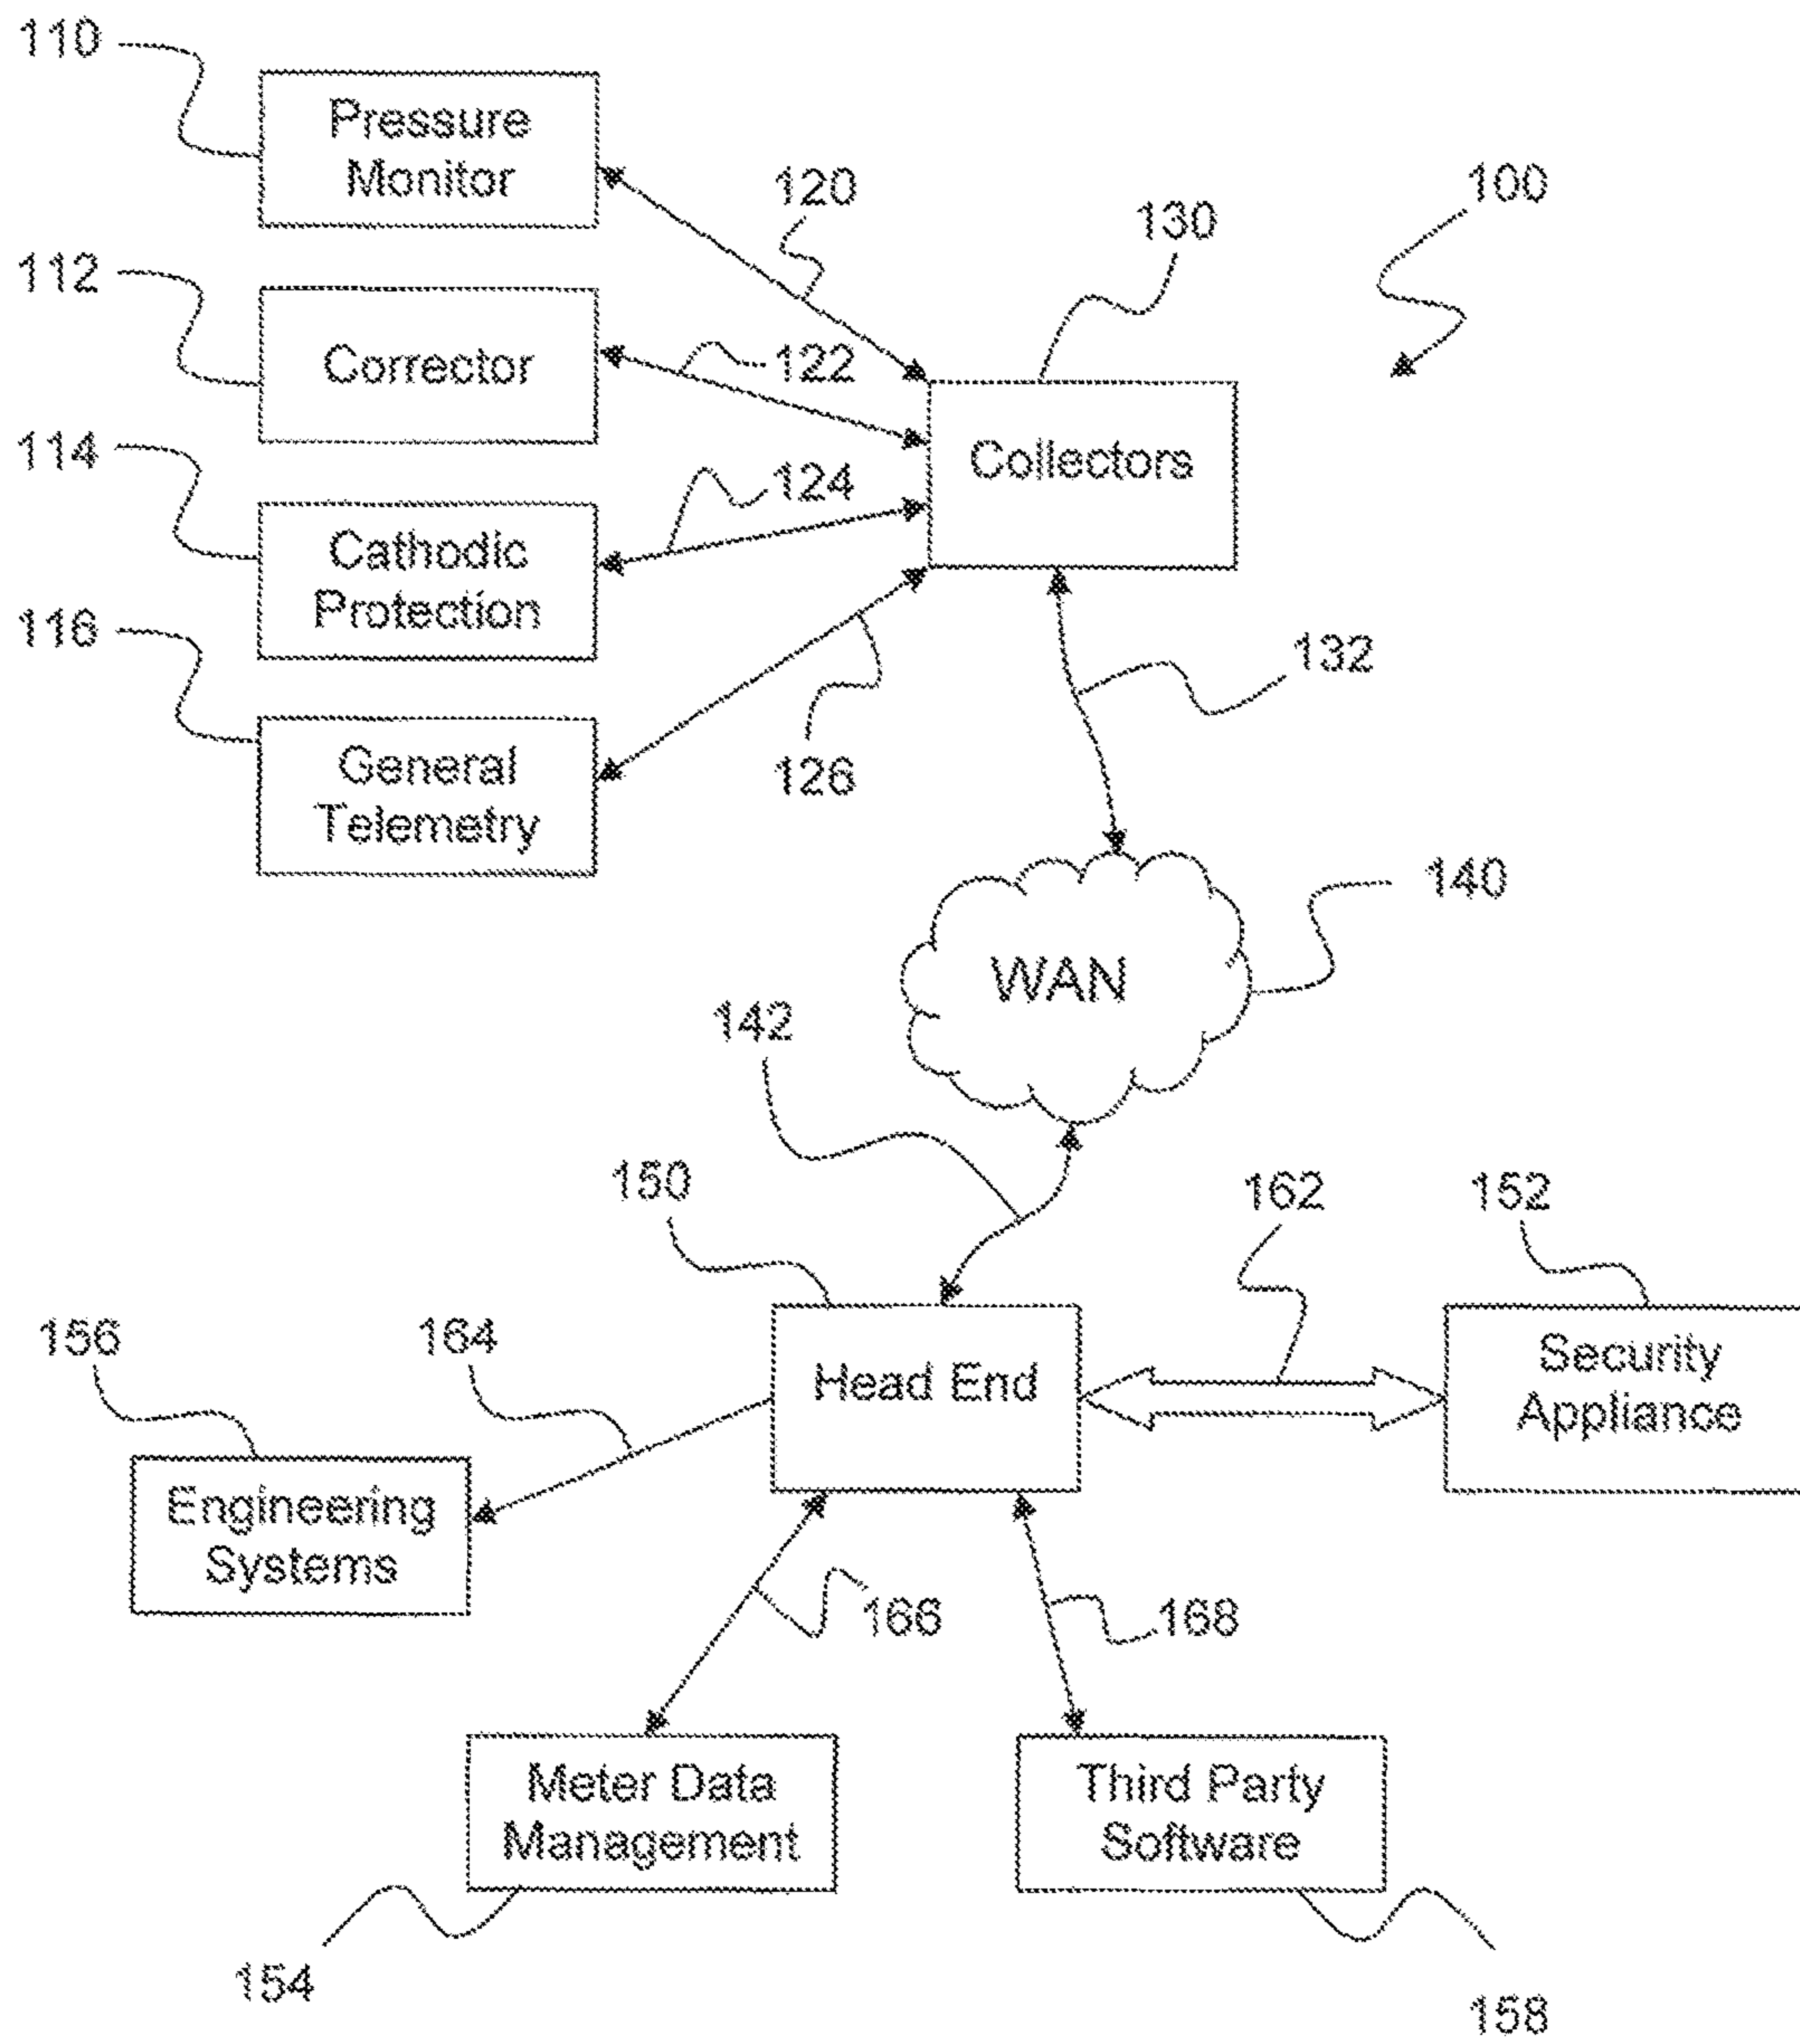 110
Pressure
Monitor
120
100
130
112
Corrector
122
Collectors
114
124
Cathodic
Protection
116
132
General
Telemetry
126
140
WAN
142
150
162
152
156
164
Head End
Security
Appliance
Engineering
Systems
166
168
Meter Data
Management
Third Party
Software
154
158